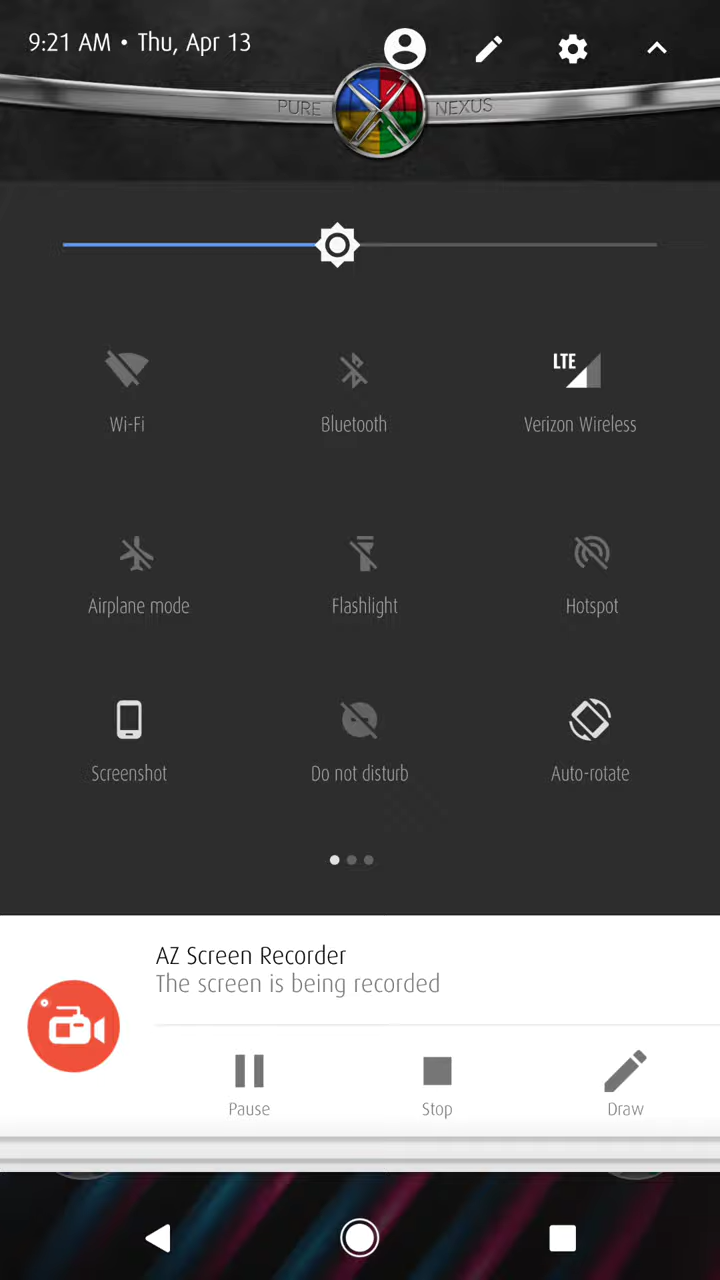 9:21 AM • Thu, Apr 13
PURE NEXUS
Wi-Fi Bluetooth LTE Verizon Wireless
Airplane mode Flashlight Hotspot
Screenshot Do not disturb Auto-rotate
AZ Screen Recorder
The screen is being recorded
Pause Stop Draw